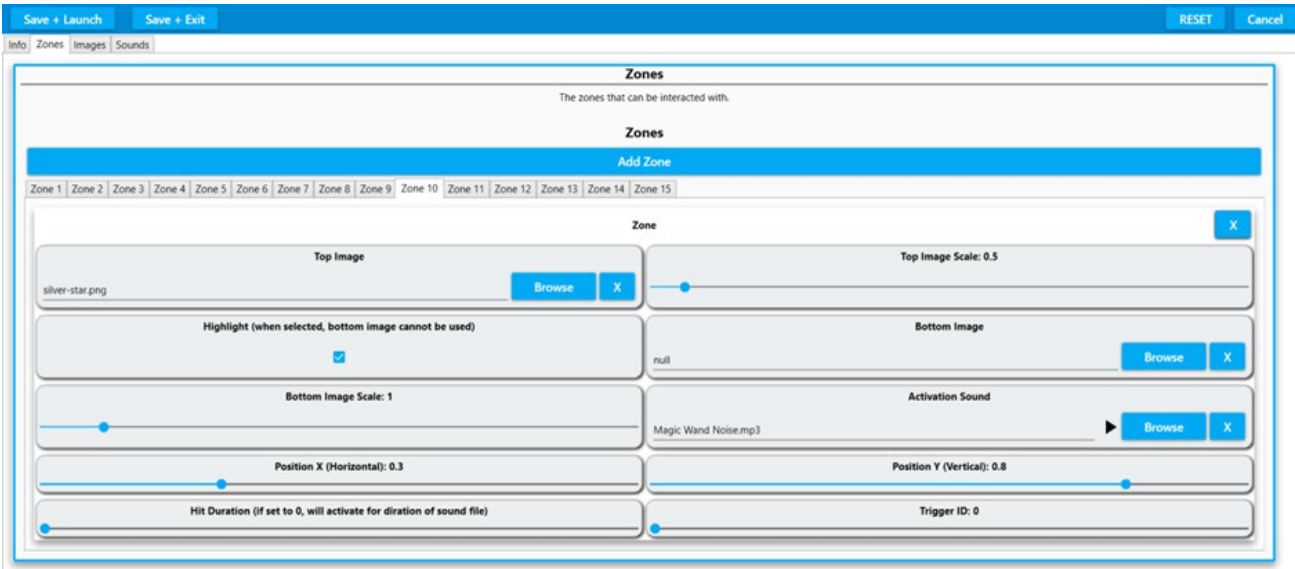 Save + Launch Save + Exit RESET Cancel
Info Zones Images Sounds
Zones
The zones that can be interacted with.
Zones
Add Zone
Zone 1 Zone 2 Zone 3 Zone 4 Zone 5 Zone 6 Zone 7 Zone 8 Zone 9 Zone 10 Zone 11 Zone 12 Zone 13 Zone 14 Zone 15
Zone X
Top Image
silver-star.png Browse X
Top Image Scale: 0.5
Highlight (when selected, bottom image cannot be used)
Bottom Image
null Browse X
Bottom Image Scale: 1
Activation Sound
Magic Wand Noise.mp3 Browse X
Position X (Horizontal): 0.3
Position Y (Vertical): 0.8
Hit Duration (if set to 0, will activate for diration of sound file)
Trigger ID: 0